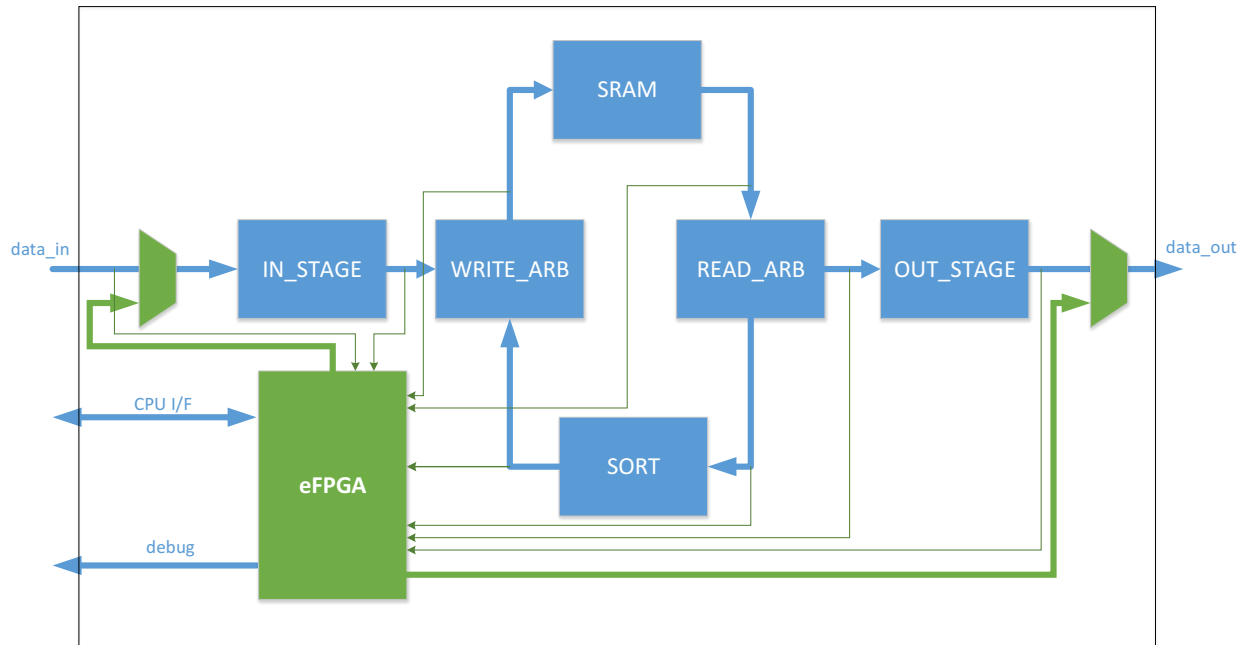 SRAM
data_in
IN_STAGE
WRITE_ARB
READ_ARB
OUT_STAGE
data_out
CPU I/F
SORT
eFPGA
debug